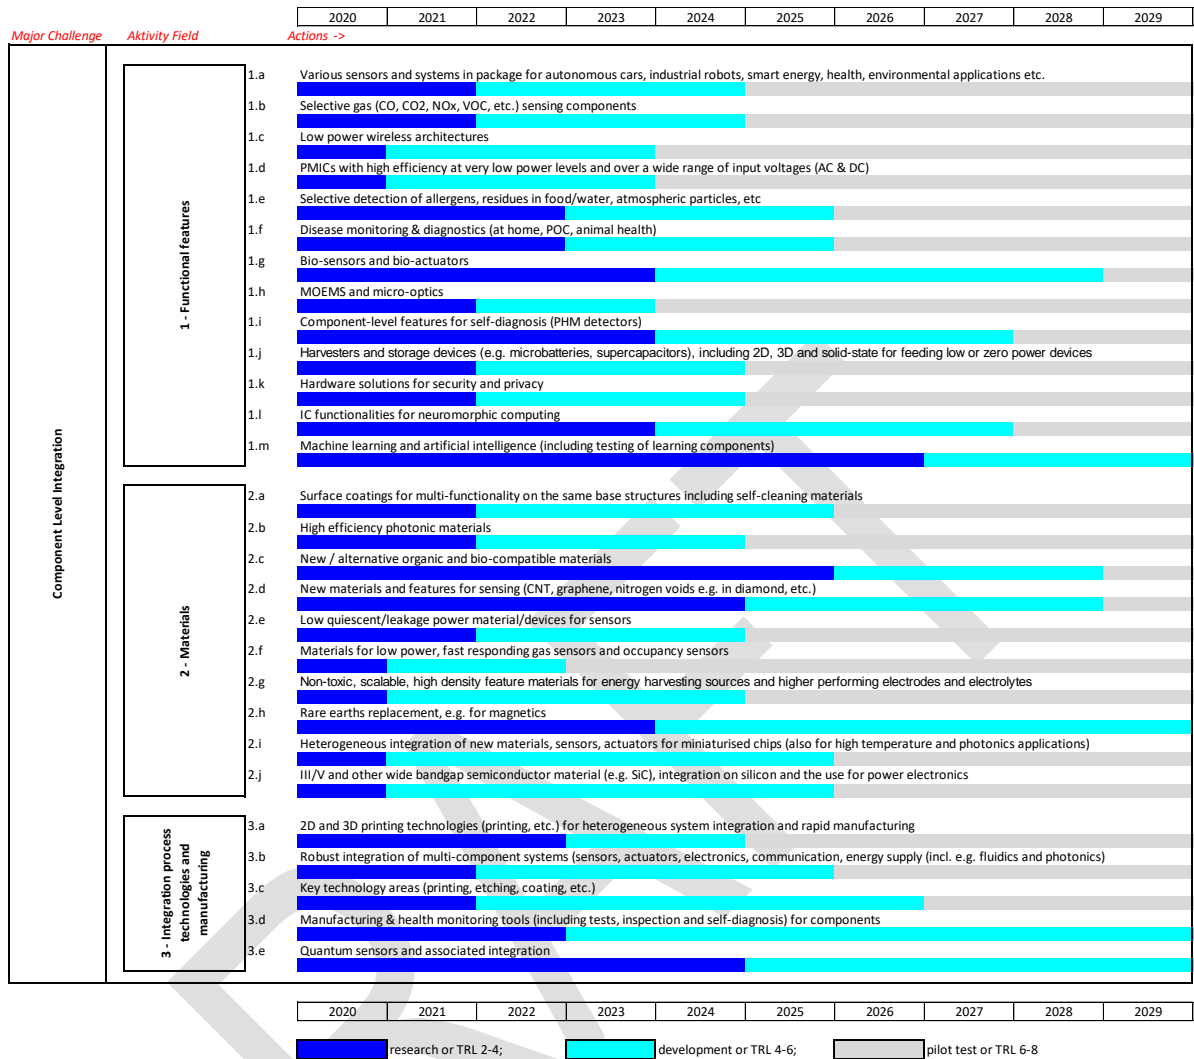 2020 2021 2022 2023 2024 2025 2026 2027 2028 2029
Major Challenge Aktivity Field Actions ->
Component Level Integration
1 - Functional features
1.a Various sensors and systems in package for autonomous cars, industrial robots, smart energy, health, environmental applications etc.
1.b Selective gas (CO, CO2, NOx, VOC, etc.) sensing components
1.c Low power wireless architectures
1.d PMICs with high efficiency at very low power levels and over a wide range of input voltages (AC & DC)
1.e Selective detection of allergens, residues in food/water, atmospheric particles, etc
1.f Disease monitoring & diagnostics (at home, POC, animal health)
1.g Bio-sensors and bio-actuators
1.h MOEMS and micro-optics
1.i Component-level features for self-diagnosis (PHM detectors)
1.j Harvesters and storage devices (e.g. microbatteries, supercapacitors), including 2D, 3D and solid-state for feeding low or zero power devices
1.k Hardware solutions for security and privacy
1.l IC functionalities for neuromorphic computing
1.m Machine learning and artificial intelligence (including testing of learning components)
2 - Materials
2.a Surface coatings for multi-functionality on the same base structures including self-cleaning materials
2.b High efficiency photonic materials
2.c New / alternative organic and bio-compatible materials
2.d New materials and features for sensing (CNT, graphene, nitrogen voids e.g. in diamond, etc.)
2.e Low quiescent/leakage power material/devices for sensors
2.f Materials for low power, fast responding gas sensors and occupancy sensors
2.g Non-toxic, scalable, high density feature materials for energy harvesting sources and higher performing electrodes and electrolytes
2.h Rare earths replacement, e.g. for magnetics
2.i Heterogeneous integration of new materials, sensors, actuators for miniaturised chips (also for high temperature and photonics applications)
2.j III/V and other wide bandgap semiconductor material (e.g. SiC), integration on silicon and the use for power electronics
3 - Integration process
technologies and
manufacturing
3.a 2D and 3D printing technologies (printing, etc.) for heterogeneous system integration and rapid manufacturing
3.b Robust integration of multi-component systems (sensors, actuators, electronics, communication, energy supply (incl. e.g. fluidics and photonics)
3.c Key technology areas (printing, etching, coating, etc.)
3.d Manufacturing & health monitoring tools (including tests, inspection and self-diagnosis) for components
3.e Quantum sensors and associated integration
2020 2021 2022 2023 2024 2025 2026 2027 2028 2029
research or TRL 2-4; development or TRL 4-6; pilot test or TRL 6-8
DRAFT